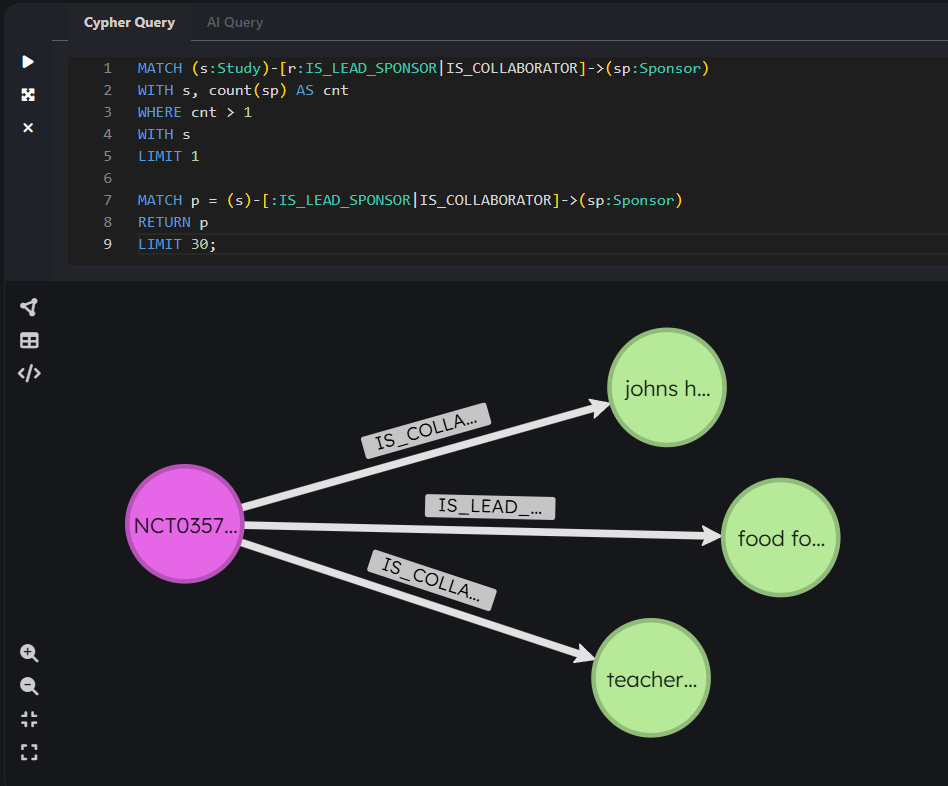 Cypher Query
AI Query
1 MATCH (s:Study)-[r:IS_LEAD_SPONSOR|IS_COLLABORATOR]->(sp:Sponsor)
2 WITH s, count(sp) AS cnt
3 WHERE cnt > 1
4 WITH s
5 LIMIT 1
6
7 MATCH p = (s)-[:IS_LEAD_SPONSOR|IS_COLLABORATOR]->(sp:Sponsor)
8 RETURN p
9 LIMIT 30;
johns h...
IS_COLLA...
IS_LEAD_...
NCT0357...
food fo...
IS_COLLA...
teacher...